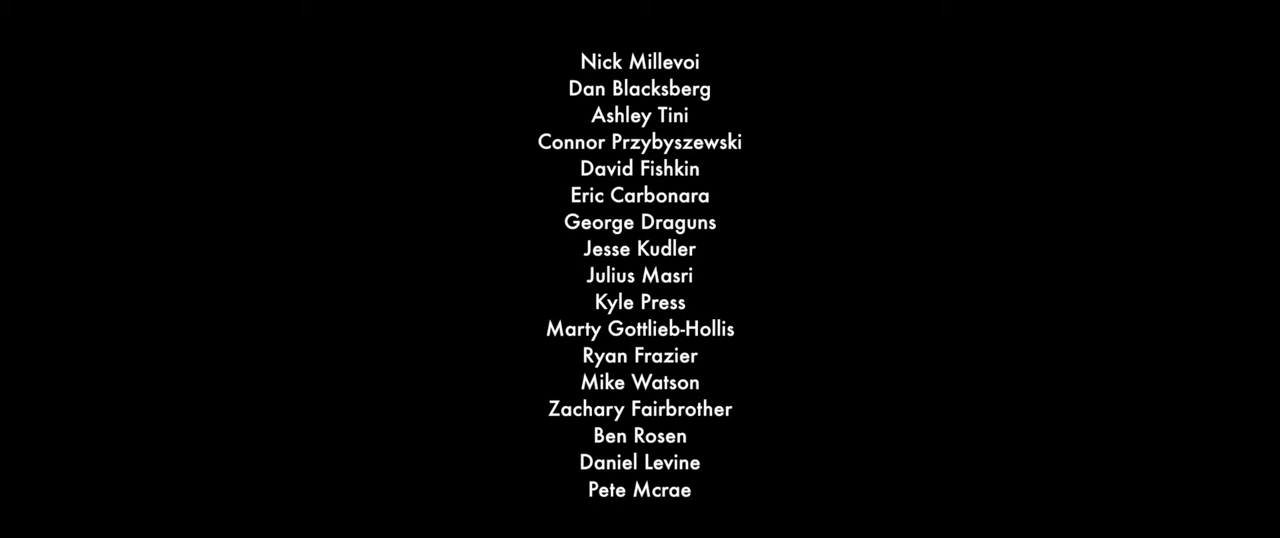 Nick Millevoi
Dan Blacksberg
Ashley Tini
Connor Przybyszewski
David Fishkin
Eric Carbonara
George Draguns
Jesse Kudler
Julius Masri
Kyle Press
Marty Gottlieb-Hollis
Ryan Frazier
Mike Watson
Zachary Fairbrother
Ben Rosen
Daniel Levine
Pete Mcrae